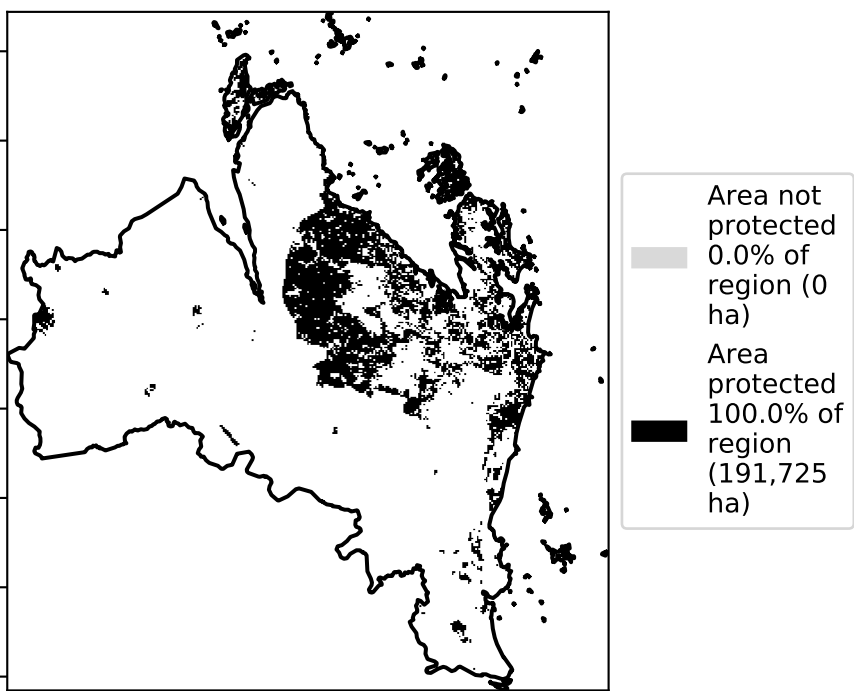 Area not
protected
0.0% of
region (0
ha)
Area
protected
100.0% of
region
(191,725
ha)